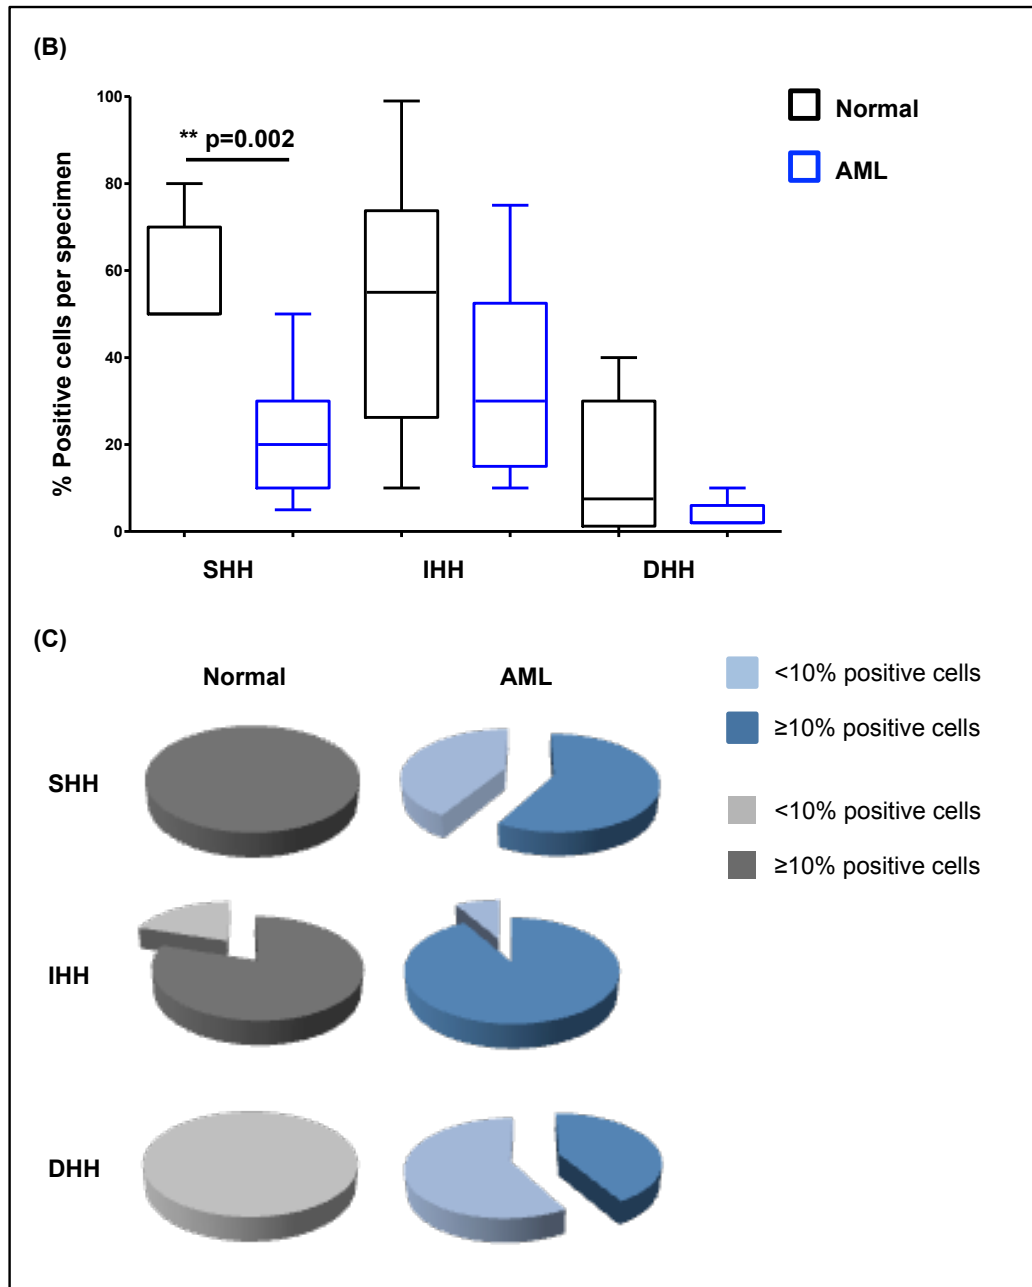 (B)
Normal
AML
** p=0.002
% Positive cells per specimen
100
80
60
40
20
0
SHH IHH DHH
(C)
Normal AML
<10% positive cells
≥10% positive cells
<10% positive cells
≥10% positive cells
SHH
IHH
DHH